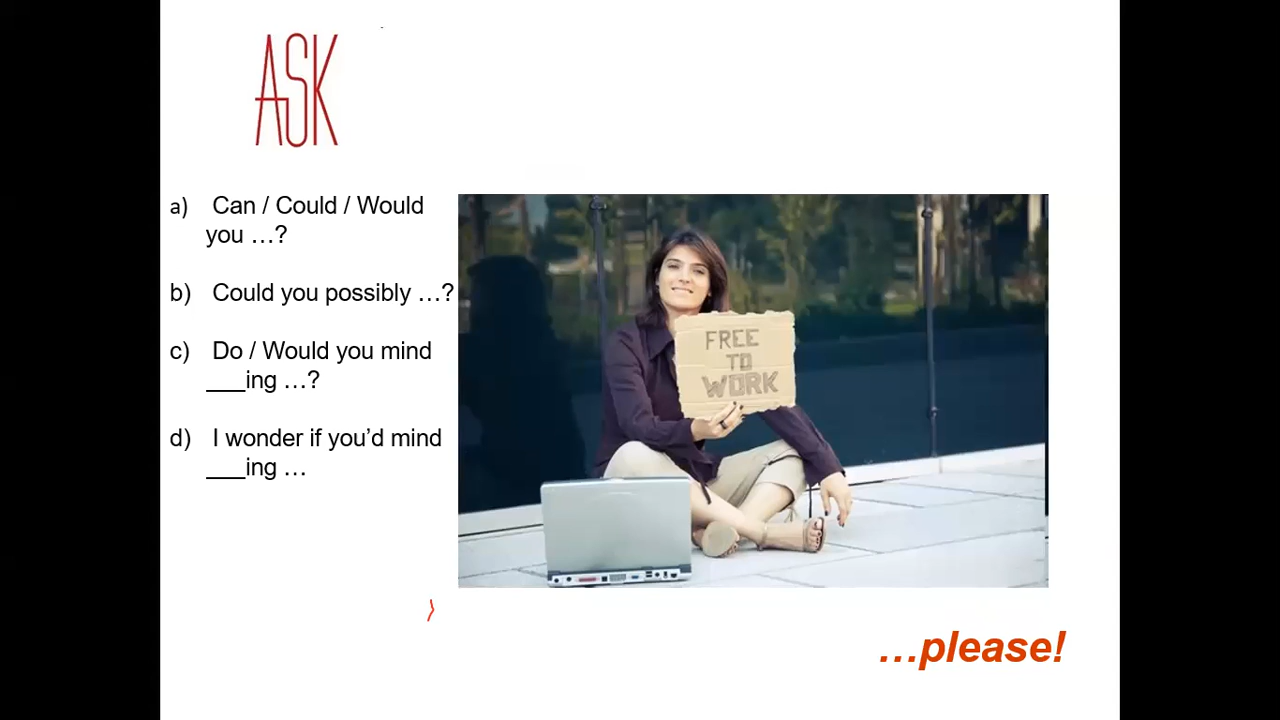 ASK
a) Can / Could / Would
you …?
b) Could you possibly …?
c) Do / Would you mind
___ing …?
d) I wonder if you’d mind
___ing …
FREE
TO
WORK
…please!